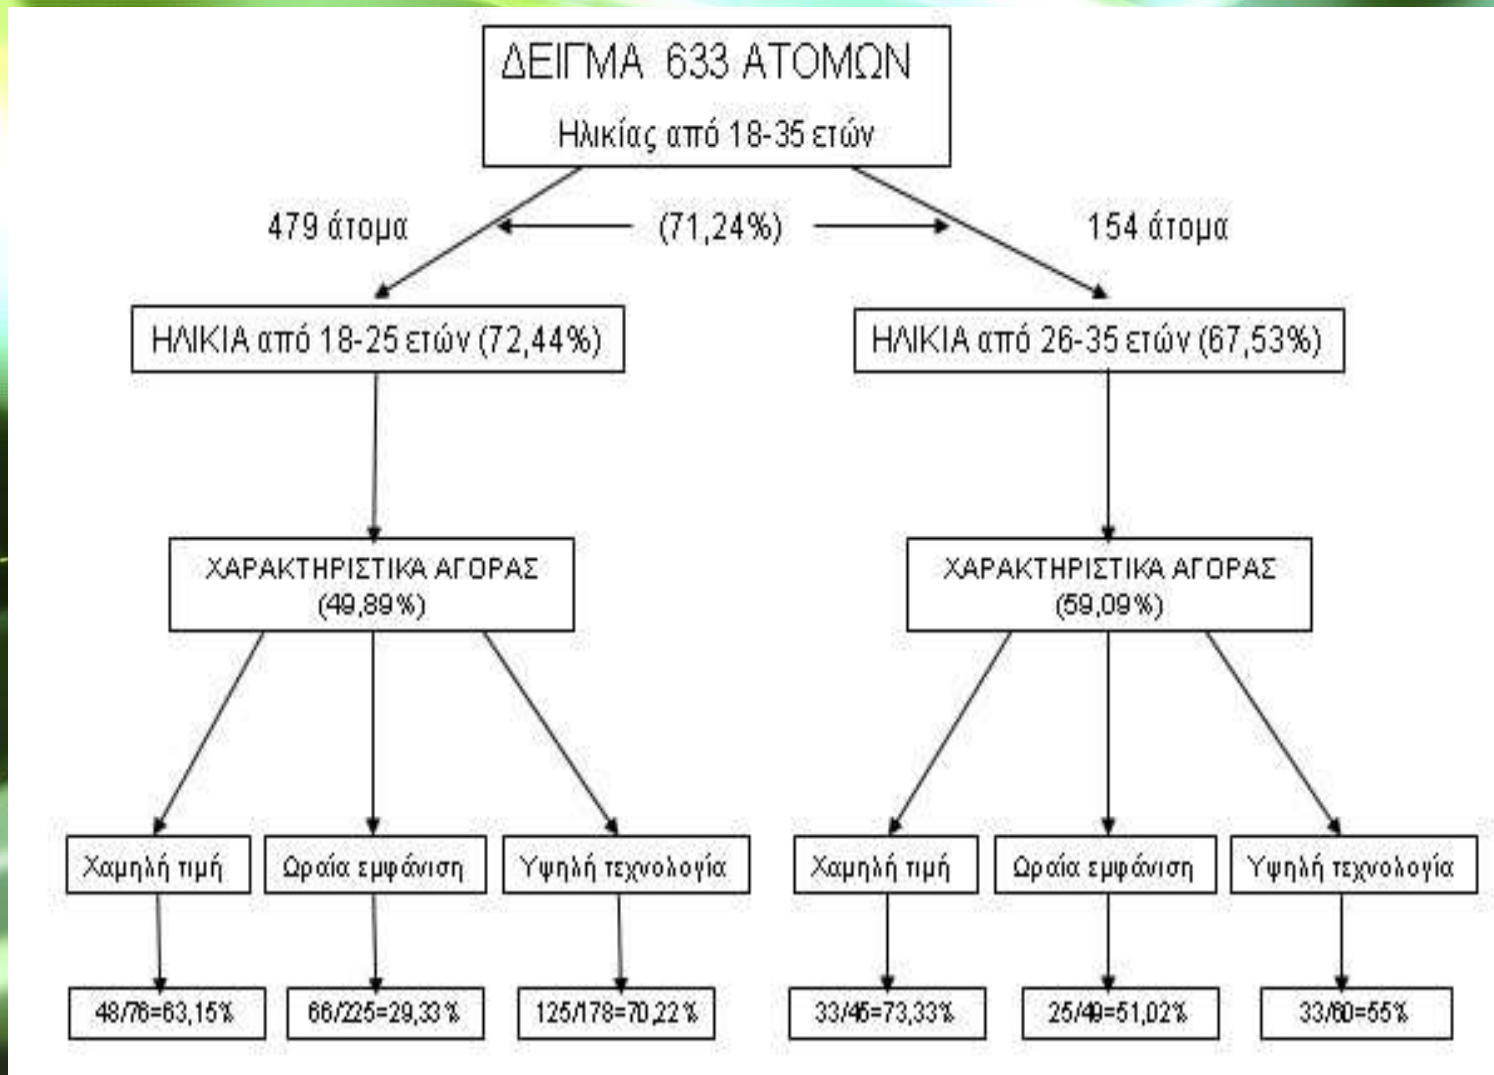 ΔΕΙΓΜΑ 633 ΑΤΟΜΩΝ
Ηλικίας από 18-35 ετών
479 άτομα (71,24%) 154 άτομα
ΗΛΙΚΙΑ από 18-25 ετών (72,44%) ΗΛΙΚΙΑ από 26-35 ετών (67,53%)
ΧΑΡΑΚΤΗΡΙΣΤΙΚΑ ΑΓΟΡΑΣ ΧΑΡΑΚΤΗΡΙΣΤΙΚΑ ΑΓΟΡΑΣ
(49,89%) (59,09%)
Χαμηλή τιμή Ωραία εμφάνιση Υψηλή τεχνολογία Χαμηλή τιμή Ωραία εμφάνιση Υψηλή τεχνολογία
48/76=63,15% 66/225=29,33% 125/178=70,22% 33/45=73,33% 25/49=51,02% 33/60=55%